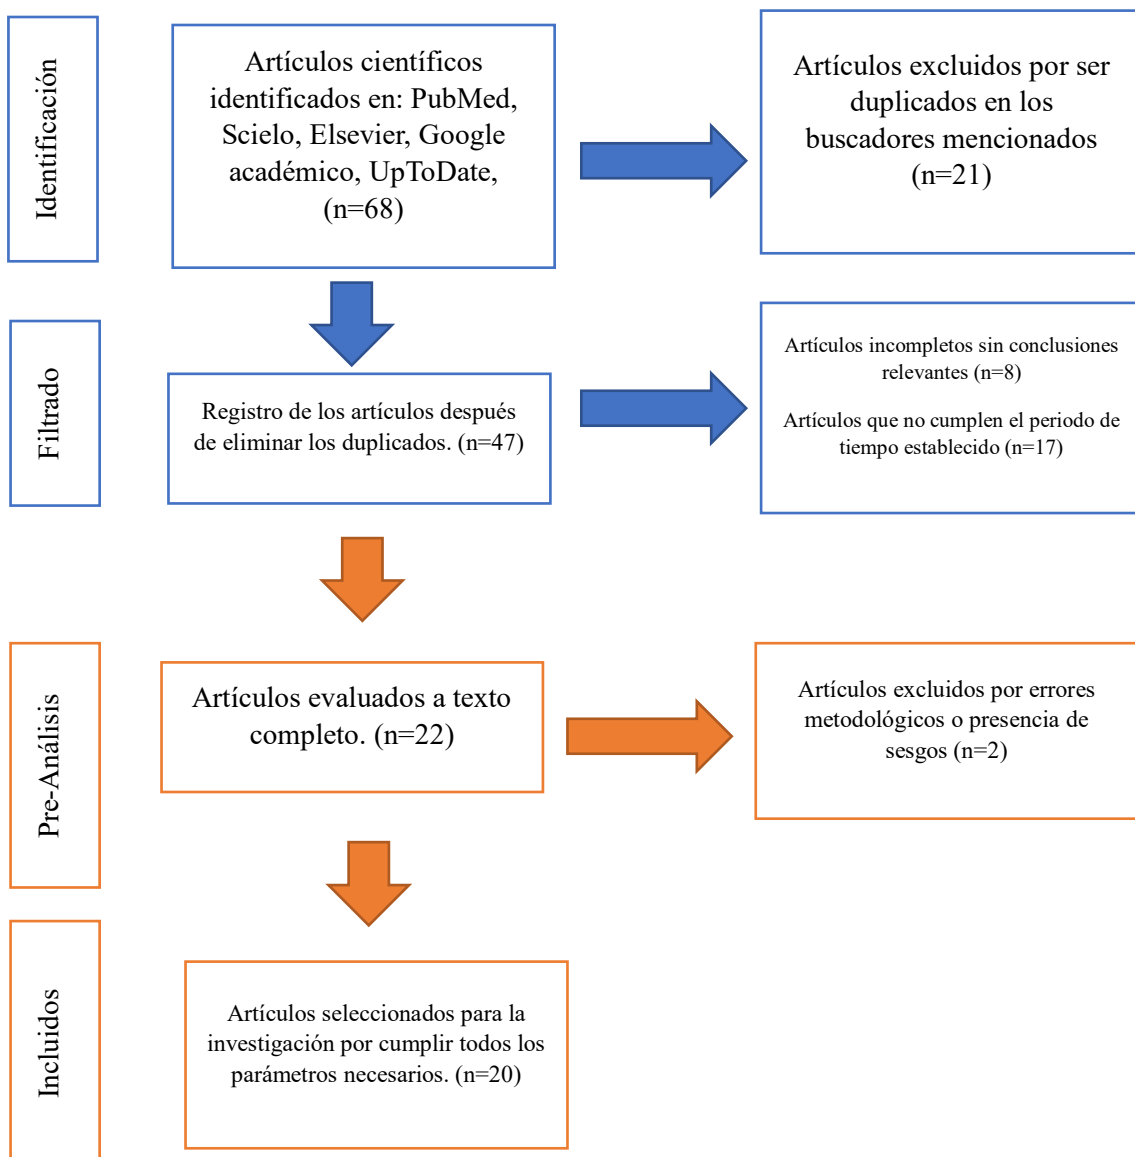 Identificación
Artículos científicos
identificados en: PubMed,
Scielo, Elsevier, Google
académico, UpToDate,
(n=68)
Artículos excluidos por ser
duplicados en los
buscadores mencionados
(n=21)
Filtrado
Registro de los artículos después
de eliminar los duplicados. (n=47)
Artículos incompletos sin conclusiones
relevantes (n=8)
Artículos que no cumplen el periodo de
tiempo establecido (n=17)
Pre-Análisis
Artículos evaluados a texto
completo. (n=22)
Artículos excluidos por errores
metodológicos o presencia de
sesgos (n=2)
Incluidos
Artículos seleccionados para la
investigación por cumplir todos los
parámetros necesarios. (n=20)